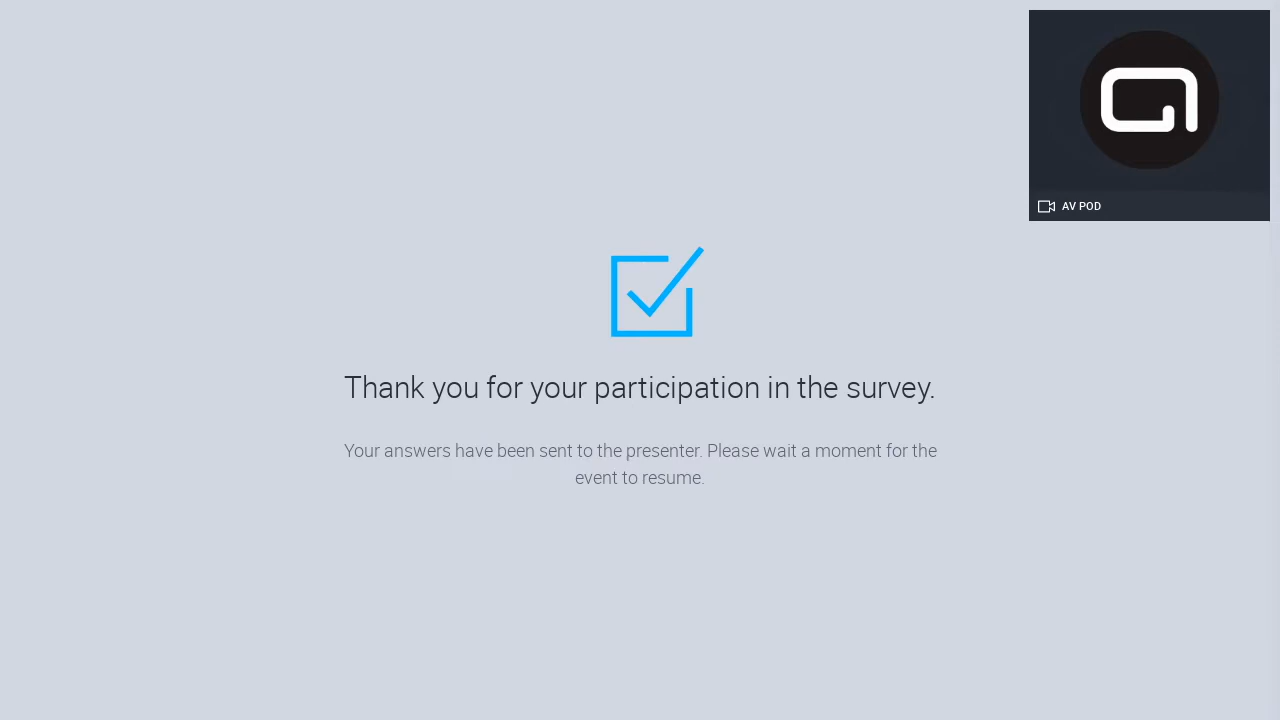 AV POD
Thank you for your participation in the survey.
Your answers have been sent to the presenter. Please wait a moment for the
event to resume.